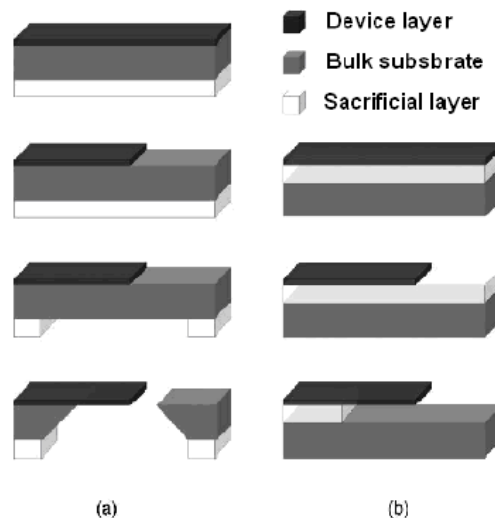 Device layer
Bulk subsbrate
Sacrificial layer
(a)
(b)